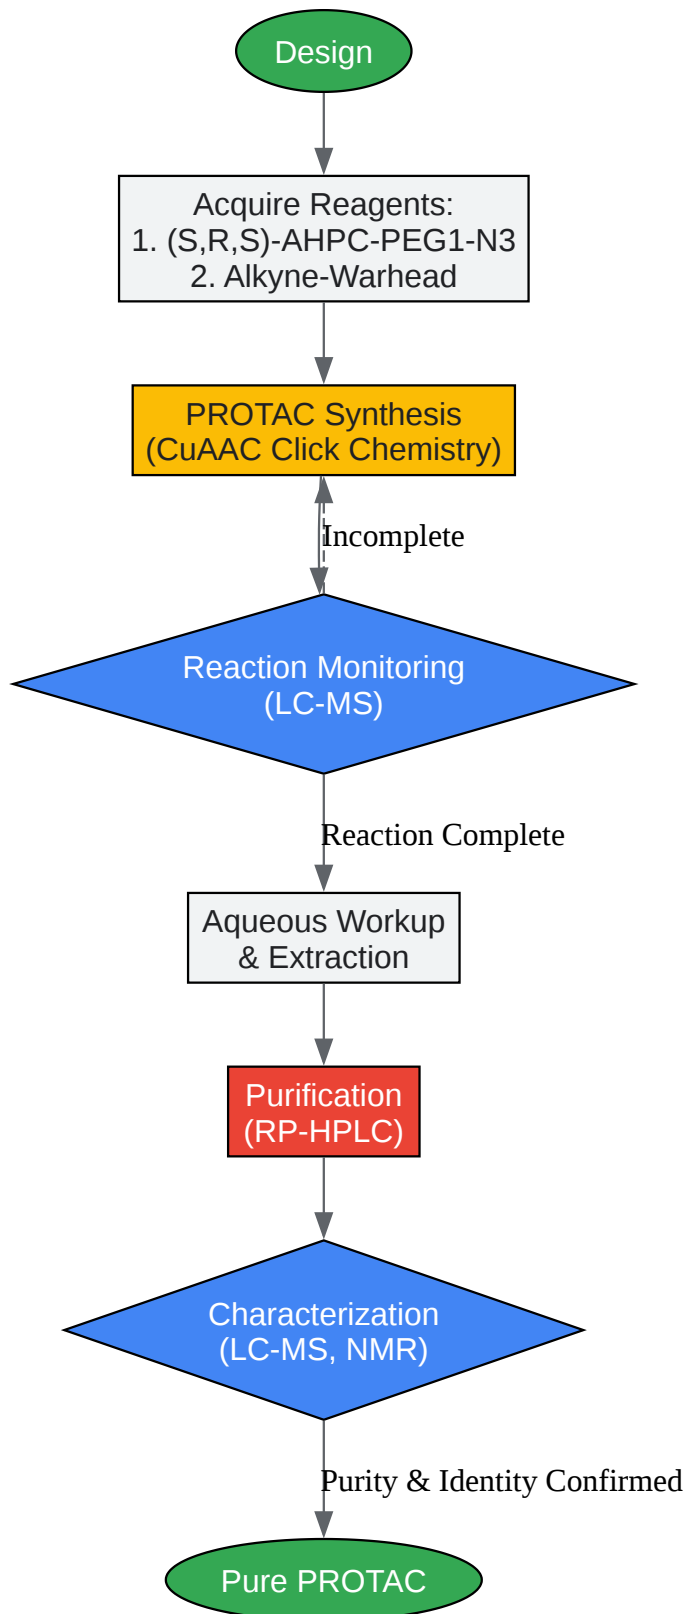 Design
Acquire Reagents:
1. (S,R,S)-AHPC-PEG1-N3
2. Alkyne-Warhead
PROTAC Synthesis
(CuAAC Click Chemistry)
Incomplete
Reaction Monitoring
(LC-MS)
Reaction Complete
Aqueous Workup
& Extraction
Purification
(RP-HPLC)
Characterization
(LC-MS, NMR)
Purity & Identity Confirmed
Pure PROTAC